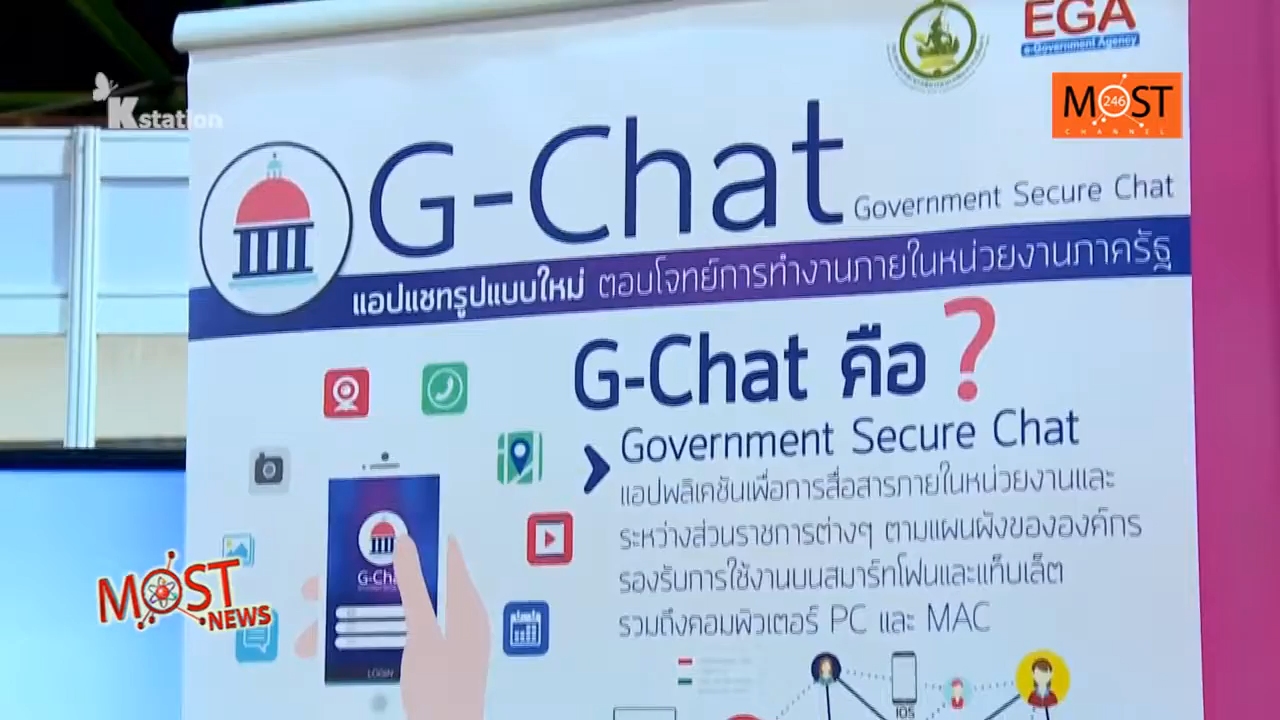 EGA
e-Government Agency
Kstation
MOST
246
CHANNEL
G-Chat
Government Secure Chat
แอปแชทรูปแบบใหม่ ตอบโจทย์การทำงานภายในหน่วยงานภาครัฐ
G-Chat คือ ?
Government Secure Chat
แอปพลิเคชันเพื่อการสื่อสารภายในหน่วยงานและ
ระหว่างส่วนราชการต่างๆ ตามแผนผังขององค์กร
รองรับการใช้งานบนสมาร์ทโฟนและแท็บเล็ต
รวมถึงคอมพิวเตอร์ PC และ MAC
G-Cha
LOGIN
MOST
NEWS
iOS